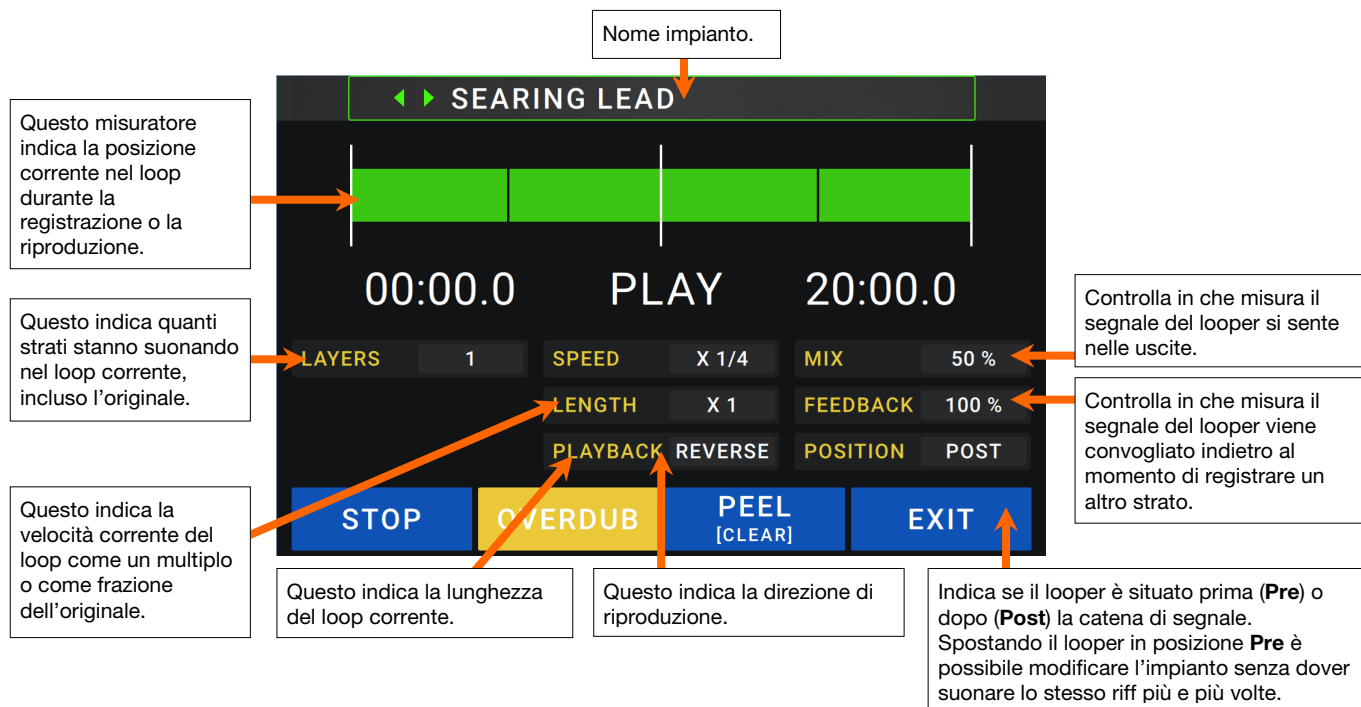 Nome impianto.
SEARING LEAD
Questo misuratore
indica la posizione
corrente nel loop
durante la
registrazione o la
riproduzione.
00:00.0 PLAY 20:00.0
Questo indica quanti
strati stanno suonando
nel loop corrente,
incluso l’originale.
LAYERS 1 SPEED X 1/4 MIX 50 %
LENGTH X 1 FEEDBACK 100 %
PLAYBACK REVERSE POSITION POST
Controlla in che misura il
segnale del looper si sente
nelle uscite.
Controlla in che misura il
segnale del looper viene
convogliato indietro al
momento di registrare un
altro strato.
Questo indica la
velocità corrente del
loop come un multiplo
o come frazione
dell’originale.
STOP OVERDUB PEEL EXIT
[CLEAR]
Questo indica la lunghezza
del loop corrente.
Questo indica la direzione di
riproduzione.
Indica se il looper è situato prima (Pre) o
dopo (Post) la catena di segnale.
Spostando il looper in posizione Pre è
possibile modificare l’impianto senza dover
suonare lo stesso riff più e più volte.